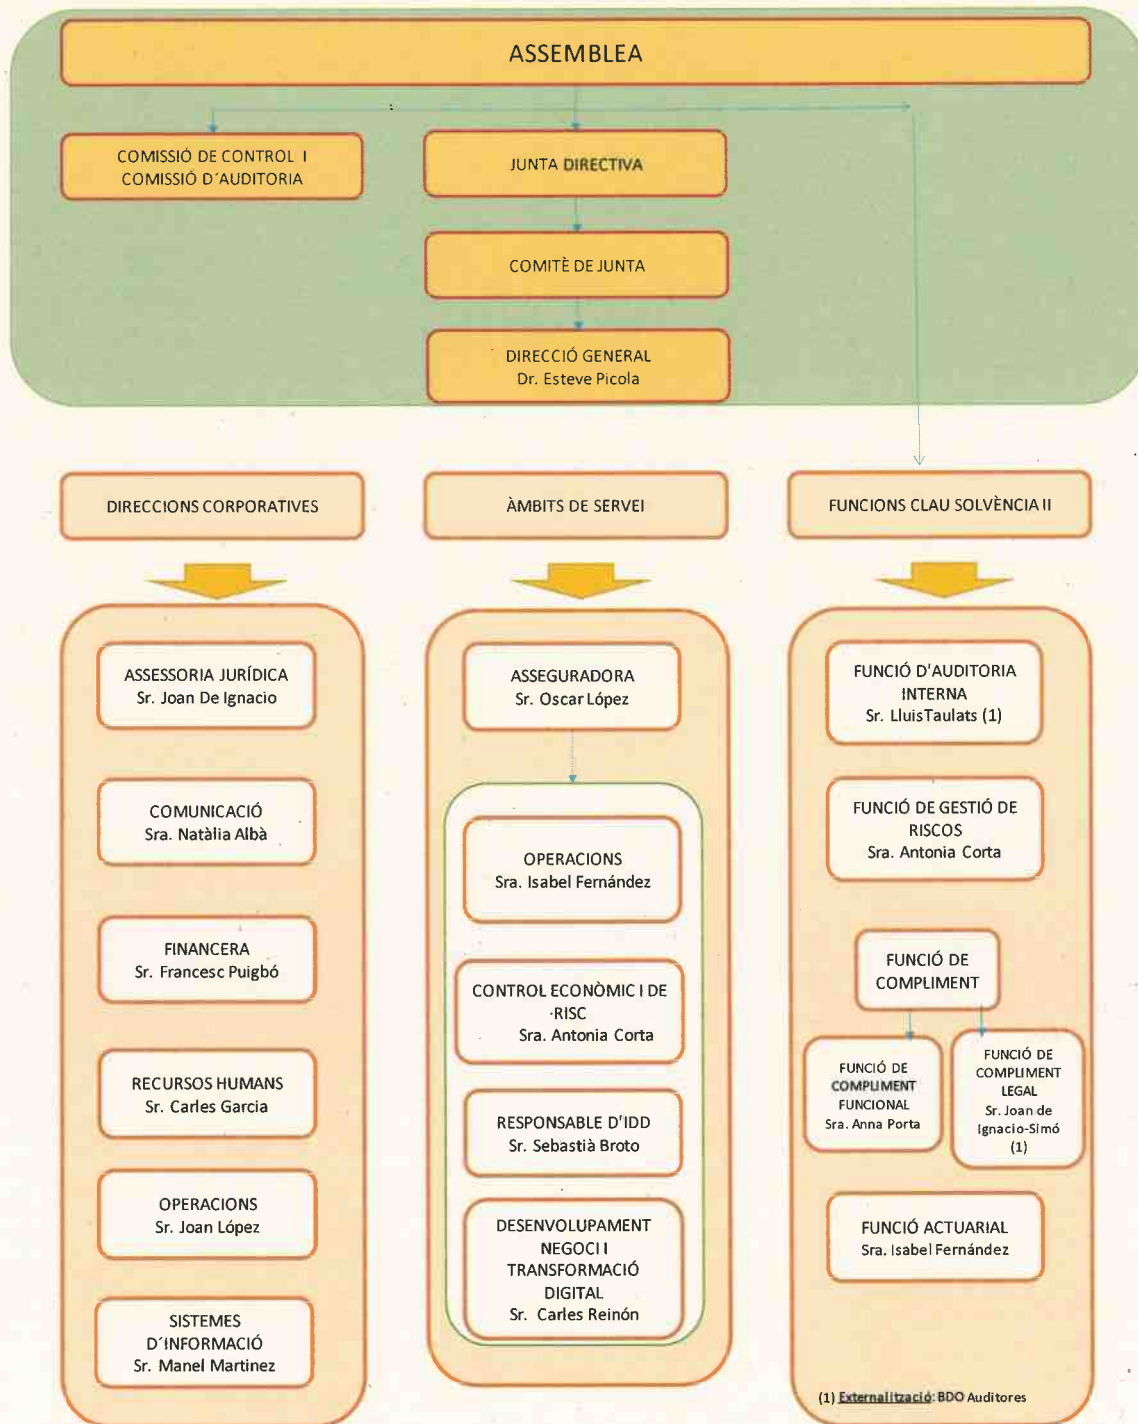 ASSEMBLEA
COMISSIÓ DE CONTROL I
COMISSIÓ D´AUDITORIA
JUNTA DIRECTIVA
COMITÈ DE JUNTA
DIRECCIÓ GENERAL
Dr. Esteve Picola
DIRECCIONS CORPORATIVES
ASSESSORIA JURÍDICA
Sr. Joan De Ignacio
COMUNICACIÓ
Sra. Natàlia Albà
FINANCERA
Sr. Francesc Puigbó
RECURSOS HUMANS
Sr. Carles Garcia
OPERACIONS
Sr. Joan López
SISTEMES
D´INFORMACIÓ
Sr. Manel Martinez
ÀMBITS DE SERVEI
ASSEGURADORA
Sr. Oscar López
OPERACIONS
Sra. Isabel Fernández
CONTROL ECONÒMIC I DE
RISC
Sra. Antonia Corta
RESPONSABLE D'IDD
Sr. Sebastià Broto
DESENVOLUPAMENT
NEGOCI I
TRANSFORMACIÓ
DIGITAL
Sr. Carles Reinón
FUNCIONS CLAU SOLVÈNCIA II
FUNCIÓ D'AUDITORIA
INTERNA
Sr. LluisTaulats (1)
FUNCIÓ DE GESTIÓ DE
RISCOS
Sra. Antonia Corta
FUNCIÓ DE
COMPLIMENT
FUNCIÓ DE
COMPLIMENT
FUNCIONAL
Sra. Anna Porta
FUNCIÓ DE
COMPLIMENT
LEGAL
Sr. Joan de
Ignacio-Simó
(1)
FUNCIÓ ACTUARIAL
Sra. Isabel Fernández
(1) Externalització: BDO Auditores